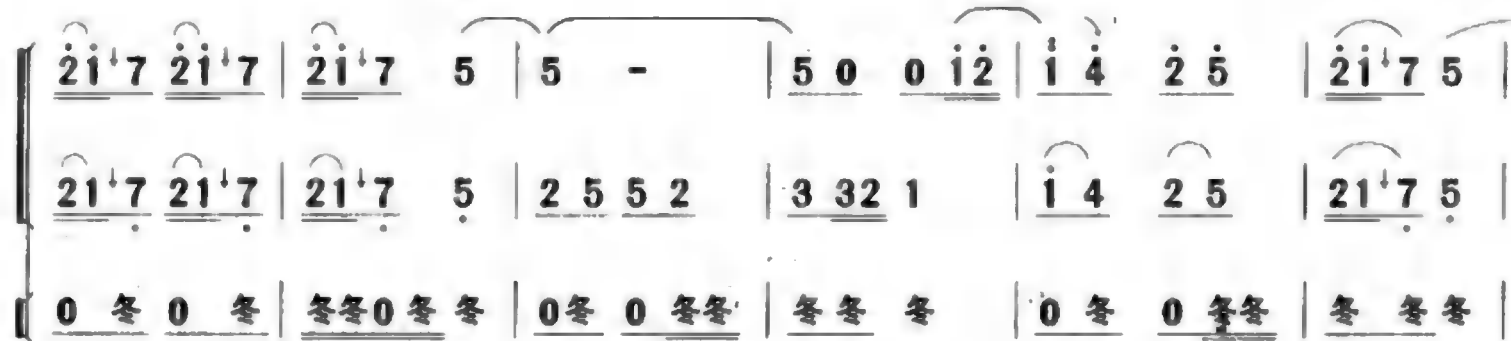 2̇1̇↓7 2̇1̇↓7 | 2̇1̇↓7 5 | 5 - | 5 0 0 1̇2̇ | 1̇ 4̇ 2̇ 5̇ | 2̇1̇↓7 5 |
21↓7̣ 21↓7̣ | 21↓7̣ 5̣ | 2 5 5 2 | 3 32 1 | 1̇ 4 2 5 | 21↓7̣ 5̣ |
0 冬 0 冬 | 冬冬0冬 冬 | 0冬 0 冬冬 | 冬冬 冬 | 0 冬 0 冬冬 | 冬 冬冬 |